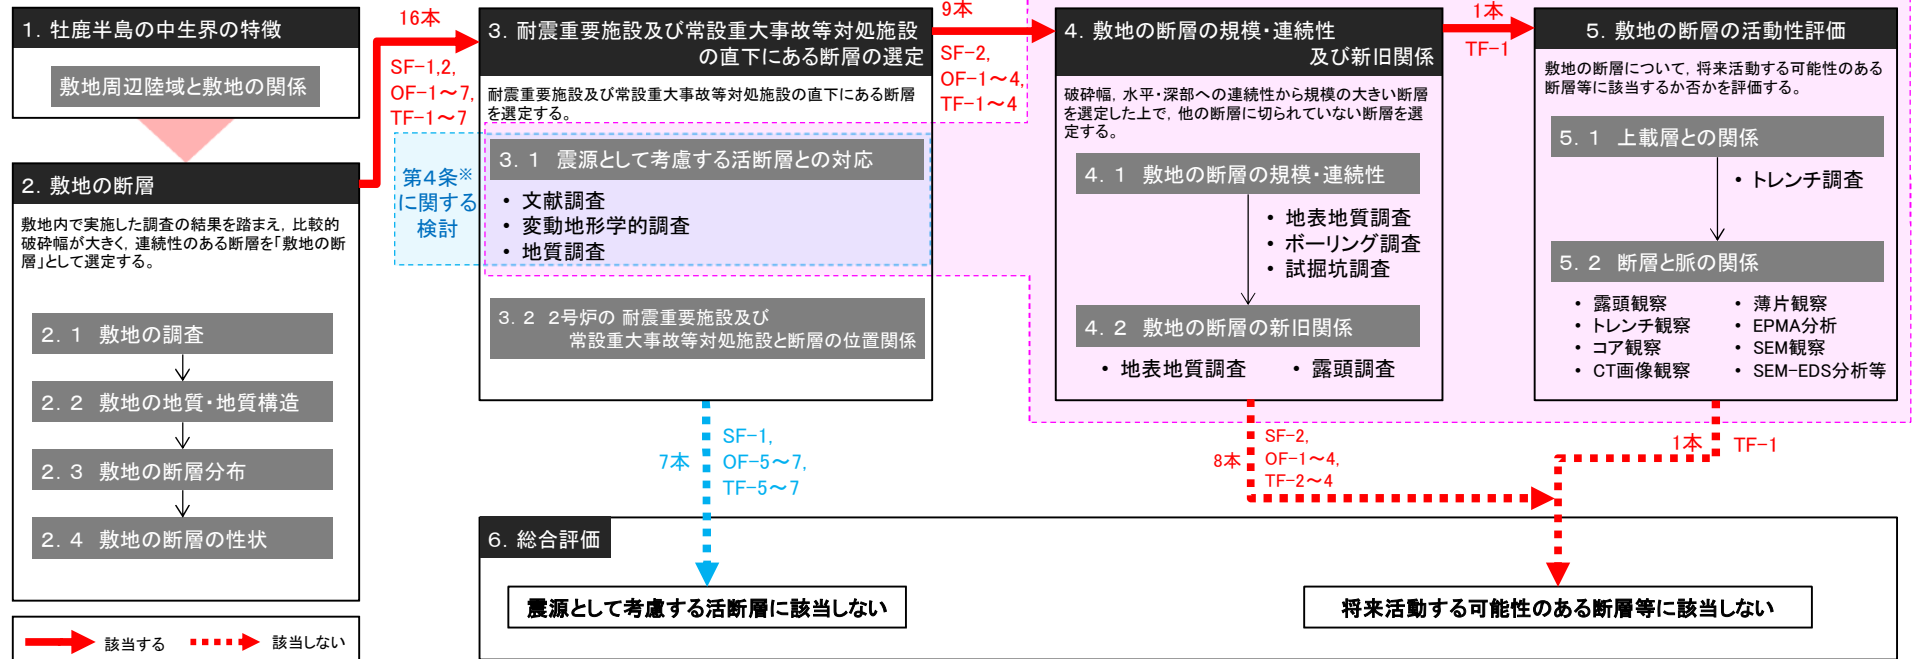 1. 牡鹿半島の中生界の特徴
敷地周辺陸域と敷地の関係
2. 敷地の断層
敷地内で実施した調査の結果を踏まえ, 比較的
破砕幅が大きく, 連続性のある断層を「敷地の断
層」として選定する。
2. 1 敷地の調査
2. 2 敷地の地質・地質構造
2. 3 敷地の断層分布
2. 4 敷地の断層の性状
該当する
該当しない
16本
SF-1,2,
OF-1～7,
TF-1～7
第4条※
に関する
検討
3. 耐震重要施設及び常設重大事故等対処施設
の直下にある断層の選定
耐震重要施設及び常設重大事故等対処施設の直下にある断層
を選定する。
3. 1 震源として考慮する活断層との対応
• 文献調査
• 変動地形学的調査
• 地質調査
3. 2 2号炉の 耐震重要施設及び
常設重大事故等対処施設と断層の位置関係
9本
SF-2,
OF-1～4,
TF-1～4
7本
SF-1,
OF-5～7,
TF-5～7
4. 敷地の断層の規模・連続性
及び新旧関係
破砕幅, 水平・深部への連続性から規模の大きい断層
を選定した上で, 他の断層に切られていない断層を選
定する。
4. 1 敷地の断層の規模・連続性
• 地表地質調査
• ボーリング調査
• 試掘坑調査
4. 2 敷地の断層の新旧関係
• 地表地質調査
• 露頭調査
1本
TF-1
8本
SF-2,
OF-1～4,
TF-2～4
5. 敷地の断層の活動性評価
敷地の断層について, 将来活動する可能性のある
断層等に該当するか否かを評価する。
5. 1 上載層との関係
• トレンチ調査
5. 2 断層と脈の関係
• 露頭観察
• トレンチ観察
• コア観察
• CT画像観察
• 薄片観察
• EPMA分析
• SEM観察
• SEM-EDS分析等
1本
TF-1
6. 総合評価
震源として考慮する活断層に該当しない
将来活動する可能性のある断層等に該当しない